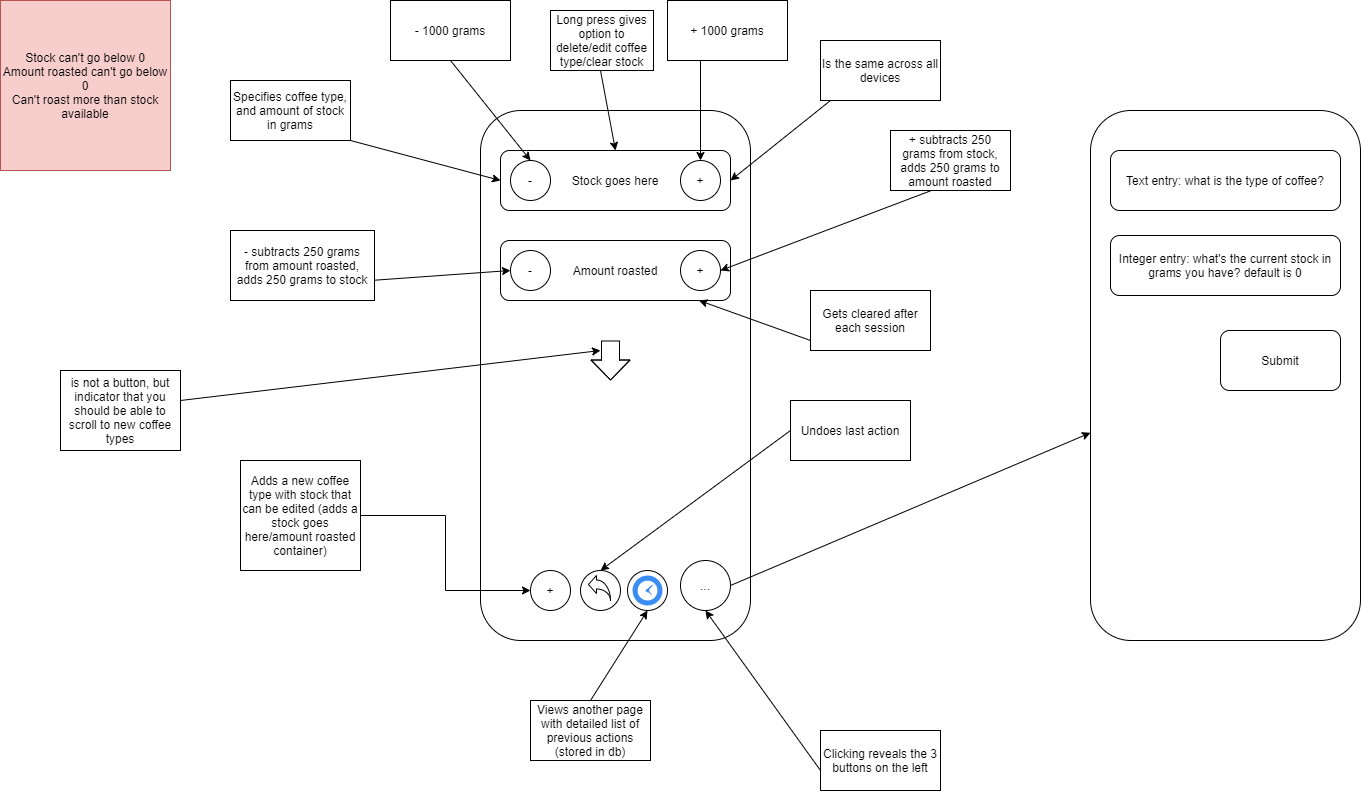 Stock can't go below 0
Amount roasted can't go below
0
Can't roast more than stock
available
- 1000 grams
Long press gives
option to
delete/edit coffee
type/clear stock
+ 1000 grams
Is the same across all
devices
Specifies coffee type,
and amount of stock
in grams
+ subtracts 250
grams from stock,
adds 250 grams to
amount roasted
-
Stock goes here
+
Text entry: what is the type of coffee?
- subtracts 250 grams
from amount roasted,
adds 250 grams to stock
-
Amount roasted
+
Integer entry: what's the current stock in
grams you have? default is 0
Gets cleared after
each session
Submit
is not a button, but
indicator that you
should be able to
scroll to new coffee
types
Undoes last action
Adds a new coffee
type with stock that
can be edited (adds a
stock goes
here/amount roasted
container)
+
...
Views another page
with detailed list of
previous actions
(stored in db)
Clicking reveals the 3
buttons on the left